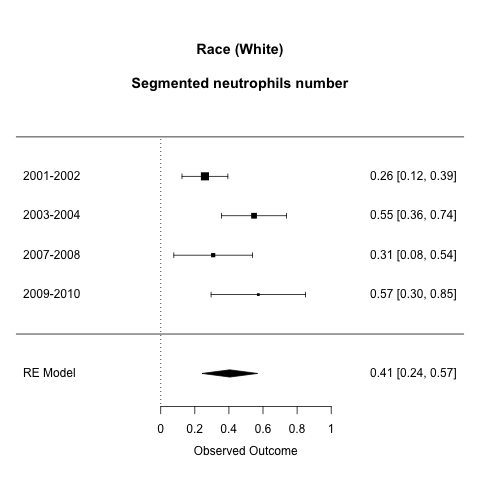 Race (White)
Segmented neutrophils number
2001-2002 0.26 [0.12, 0.39]
2003-2004 0.55 [0.36, 0.74]
2007-2008 0.31 [0.08, 0.54]
2009-2010 0.57 [0.30, 0.85]
RE Model 0.41 [0.24, 0.57]
0 0.2 0.4 0.6 0.8 1
Observed Outcome